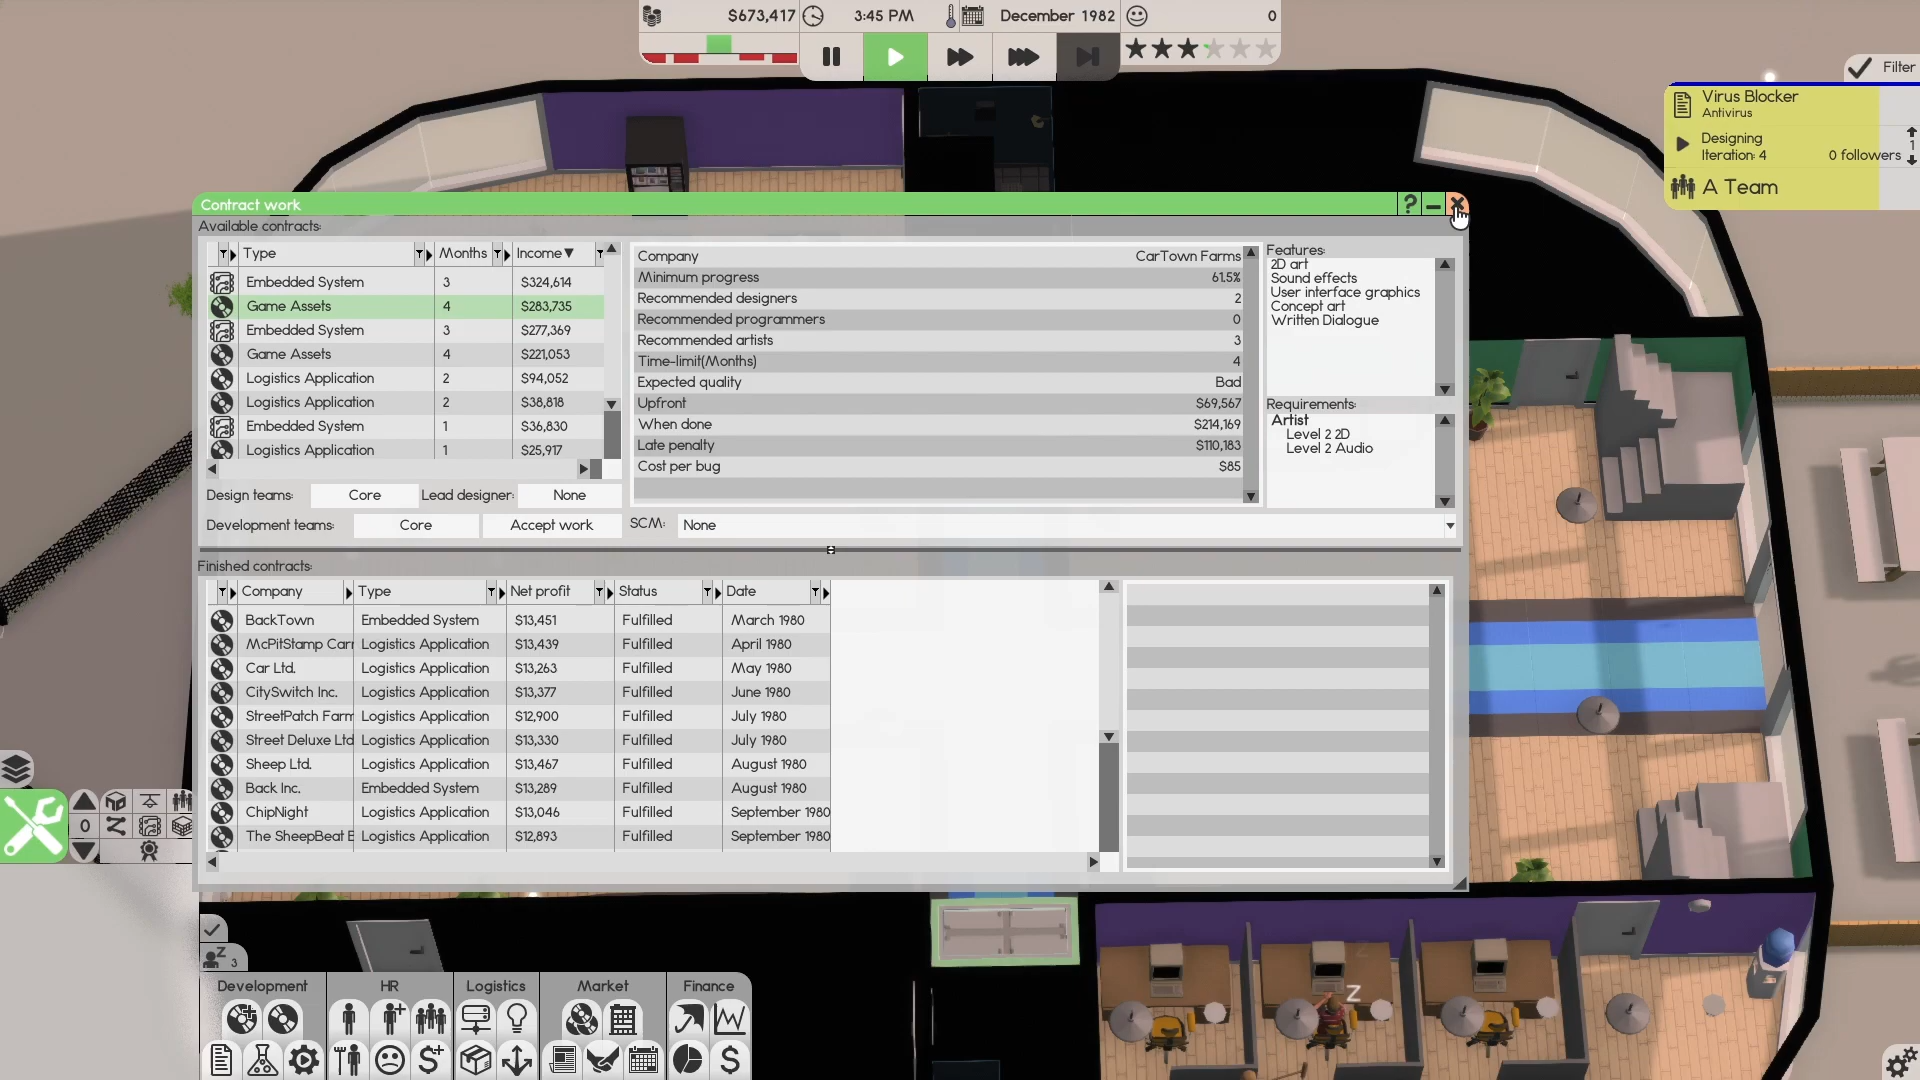 $673,417 3:45 PM December 1982 0
Filter
Virus Blocker
Antivirus
Designing
Iteration: 4 0 followers 1
A Team
Contract work ?
Available contracts:
Type Months Income
Embedded System 3 $324,614
Game Assets 4 $283,735
Embedded System 3 $277,369
Game Assets 4 $221,053
Logistics Application 2 $94,052
Logistics Application 2 $38,818
Embedded System 1 $36,830
Logistics Application 1 $25,917
Company CarTown Farms
Minimum progress 61.5%
Recommended designers 2
Recommended programmers 0
Recommended artists 3
Time-limit(Months) 4
Expected quality Bad
Upfront $69,567
When done $214,169
Late penalty $110,183
Cost per bug $85
Features:
2D art
Sound effects
User interface graphics
Concept art
Written Dialogue
Requirements:
Artist
Level 2 2D
Level 2 Audio
Design teams: Core Lead designer: None
Development teams: Core Accept work SCM: None
Finished contracts:
Company Type Net profit Status Date
BackTown Embedded System $13,451 Fulfilled March 1980
McPitStamp Carr Logistics Application $13,439 Fulfilled April 1980
Car Ltd. Logistics Application $13,263 Fulfilled May 1980
CitySwitch Inc. Logistics Application $13,377 Fulfilled June 1980
StreetPatch Farm Logistics Application $12,900 Fulfilled July 1980
Street Deluxe Ltd Logistics Application $13,330 Fulfilled July 1980
Sheep Ltd. Logistics Application $13,467 Fulfilled August 1980
Back Inc. Embedded System $13,289 Fulfilled August 1980
ChipNight Logistics Application $13,046 Fulfilled September 1980
The SheepBeat E Logistics Application $12,893 Fulfilled September 1980
0
z 3
Development HR Logistics Market Finance
Z
Z